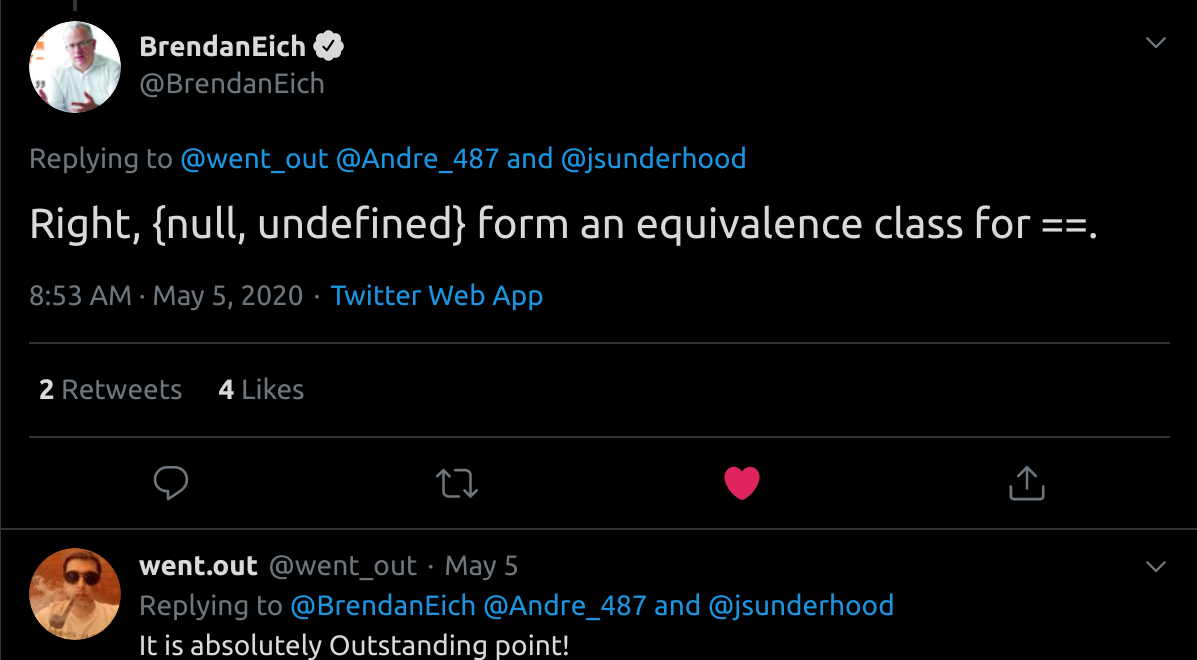 BrendanEich
@BrendanEich
Replying to @went_out @Andre_487 and @jsunderhood
Right, {null, undefined} form an equivalence class for ==.
8:53 AM · May 5, 2020 · Twitter Web App
2 Retweets 4 Likes
went.out @went_out · May 5
Replying to @BrendanEich @Andre_487 and @jsunderhood
It is absolutely Outstanding point!